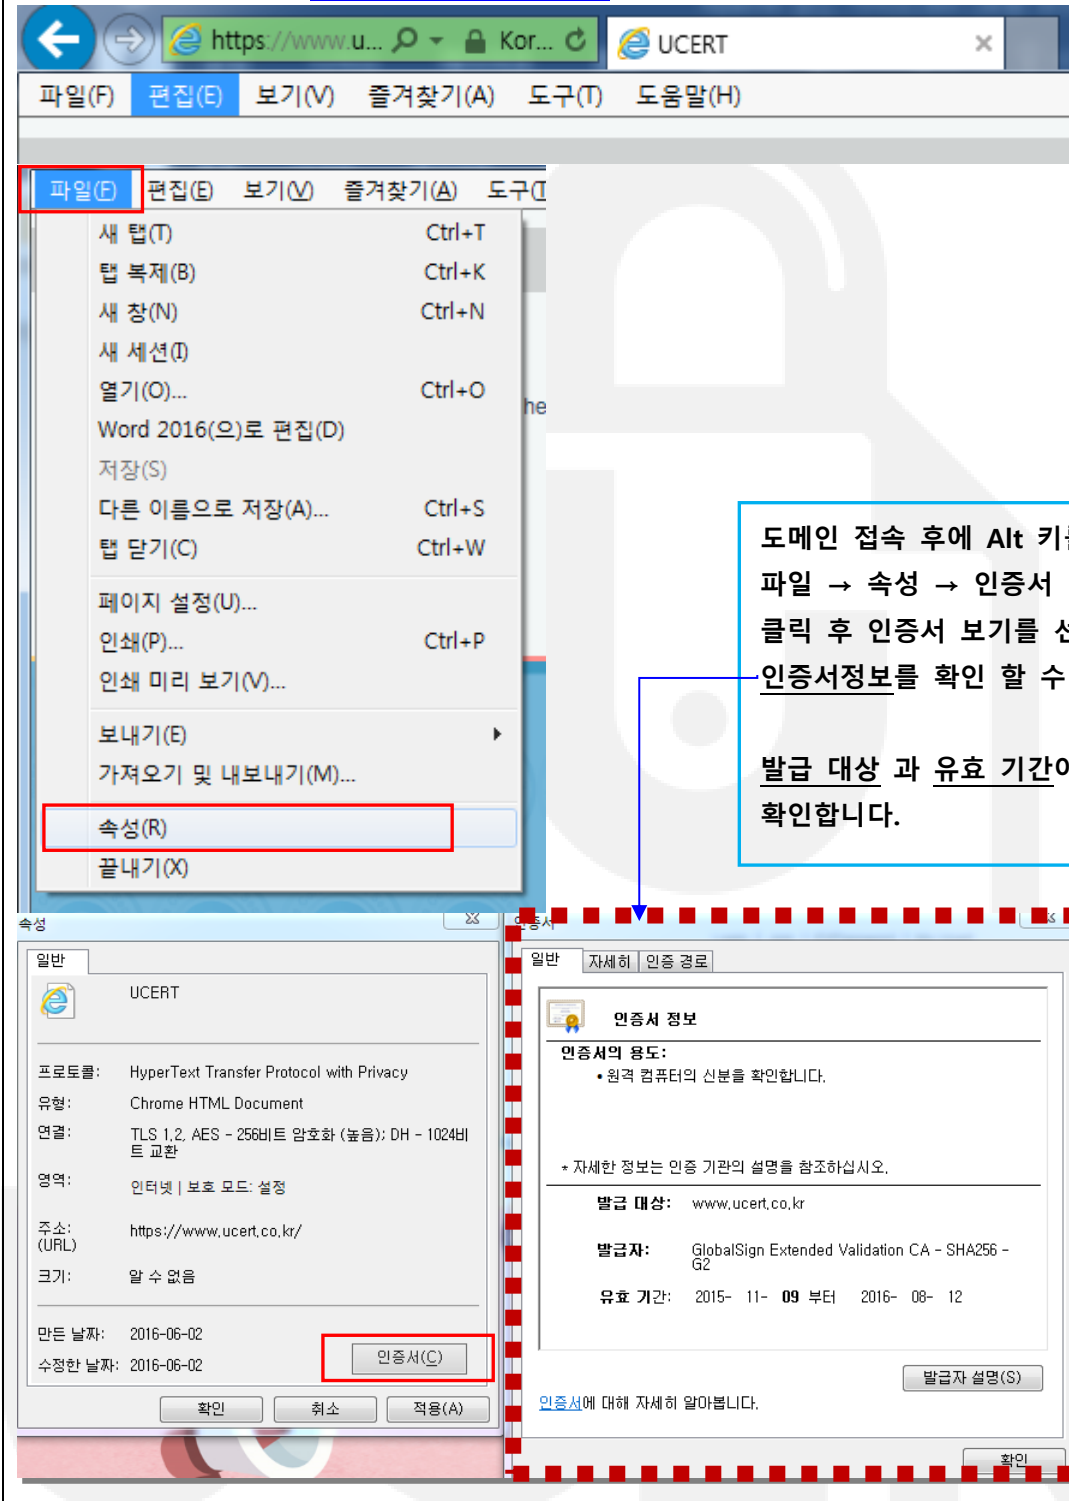 https://www.u... Kor... UCERT
파일(F) 편집(E) 보기(V) 즐겨찾기(A) 도구(T) 도움말(H)
파일(F) 편집(E) 보기(V) 즐겨찾기(A) 도구(T
새 탭(T) Ctrl+T
탭 복제(B) Ctrl+K
새 창(N) Ctrl+N
새 세션(I)
열기(O)... Ctrl+O
he
Word 2016(으)로 편집(D)
저장(S)
다른 이름으로 저장(A)... Ctrl+S
탭 닫기(C) Ctrl+W
페이지 설정(U)...
인쇄(P)... Ctrl+P
인쇄 미리 보기(V)...
보내기(E)
가져오기 및 내보내기(M)...
속성(R)
끝내기(X)
도메인 접속 후에 Alt 키를
파일 → 속성 → 인증서
클릭 후 인증서 보기를
인증서정보를 확인 할 수
발급 대상 과 유효 기간이
확인합니다.
속성
일반
UCERT
프로토콜: HyperText Transfer Protocol with Privacy
유형: Chrome HTML Document
연결: TLS 1.2, AES - 256비트 암호화 (높음); DH - 1024비
트 교환
영역: 인터넷 | 보호 모드: 설정
주소: https://www.ucert.co.kr/
(URL)
크기: 알 수 없음
만든 날짜: 2016-06-02
수정한 날짜: 2016-06-02
인증서(C)
확인 취소 적용(A)
인증서
일반 자세히 인증 경로
인증서 정보
인증서의 용도:
• 원격 컴퓨터의 신분을 확인합니다.
* 자세한 정보는 인증 기관의 설명을 참조하십시오.
발급 대상: www.ucert.co.kr
발급자: GlobalSign Extended Validation CA - SHA256 -
G2
유효 기간: 2015- 11- 09 부터 2016- 08- 12
발급자 설명(S)
인증서에 대해 자세히 알아봅니다.
확인